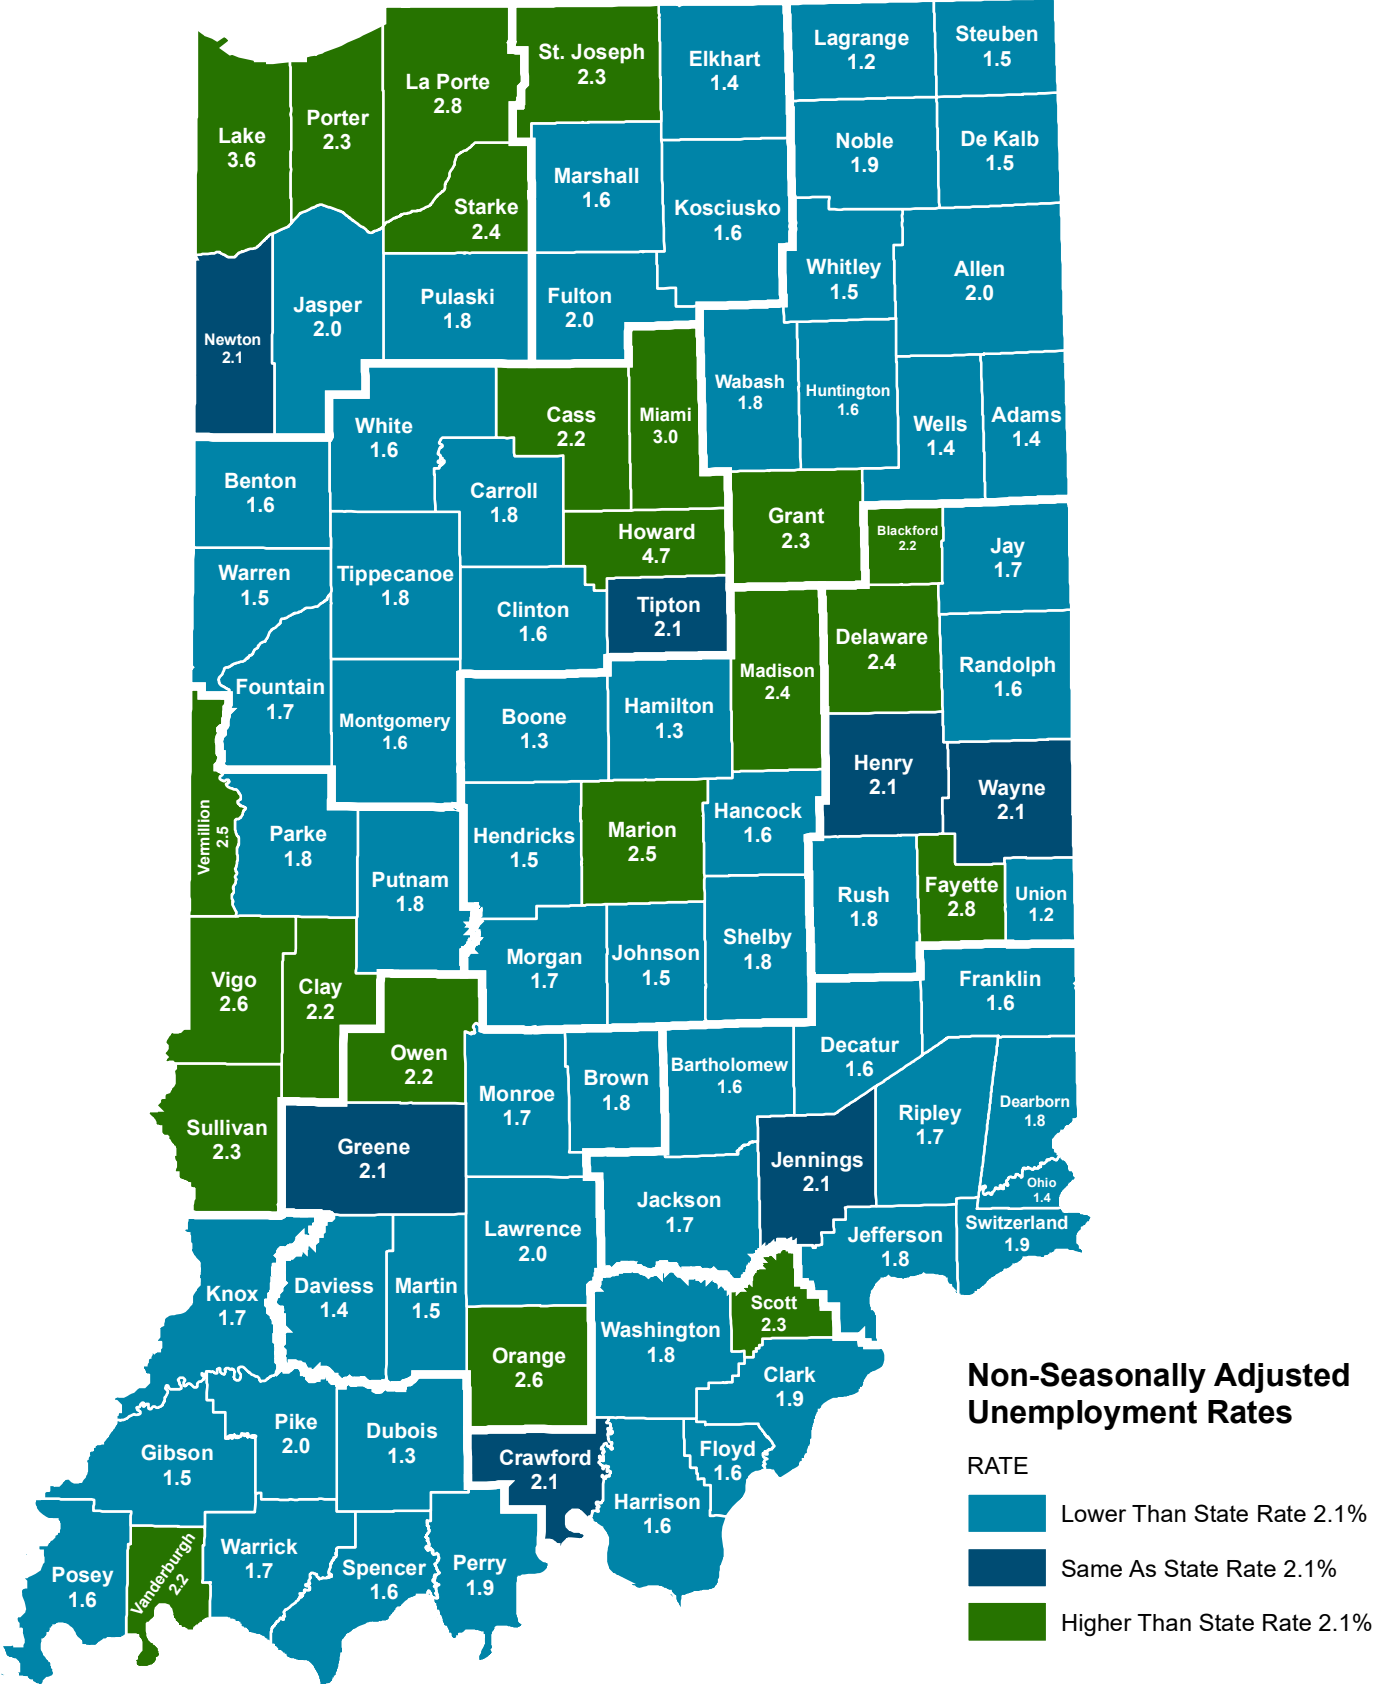 Lagrange
1.2
Steuben
1.5
St. Joseph
2.3
Elkhart
1.4
La Porte
2.8
Porter
2.3
Lake
3.6
Noble
1.9
De Kalb
1.5
Marshall
1.6
Kosciusko
1.6
Starke
2.4
Whitley
1.5
Allen
2.0
Jasper
2.0
Pulaski
1.8
Fulton
2.0
Newton
2.1
Wabash
1.8
Huntington
1.6
White
1.6
Cass
2.2
Miami
3.0
Wells
1.4
Adams
1.4
Benton
1.6
Carroll
1.8
Grant
2.3
Howard
4.7
Blackford
2.2
Jay
1.7
Warren
1.5
Tippecanoe
1.8
Clinton
1.6
Tipton
2.1
Delaware
2.4
Madison
2.4
Randolph
1.6
Fountain
1.7
Montgomery
1.6
Boone
1.3
Hamilton
1.3
Henry
2.1
Wayne
2.1
Vermillion
2.5
Parke
1.8
Hendricks
1.5
Marion
2.5
Hancock
1.6
Putnam
1.8
Rush
1.8
Fayette
2.8
Union
1.2
Vigo
2.6
Clay
2.2
Morgan
1.7
Johnson
1.5
Shelby
1.8
Franklin
1.6
Owen
2.2
Monroe
1.7
Brown
1.8
Bartholomew
1.6
Decatur
1.6
Ripley
1.7
Dearborn
1.8
Sullivan
2.3
Greene
2.1
Jennings
2.1
Ohio
1.4
Jackson
1.7
Lawrence
2.0
Jefferson
1.8
Switzerland
1.9
Knox
1.7
Daviess
1.4
Martin
1.5
Scott
2.3
Washington
1.8
Orange
2.6
Clark
1.9
Pike
2.0
Dubois
1.3
Gibson
1.5
Crawford
2.1
Floyd
1.6
Harrison
1.6
Posey
1.6
Vanderburgh
2.2
Warrick
1.7
Spencer
1.6
Perry
1.9
Non-Seasonally Adjusted
Unemployment Rates
RATE
Lower Than State Rate 2.1%
Same As State Rate 2.1%
Higher Than State Rate 2.1%